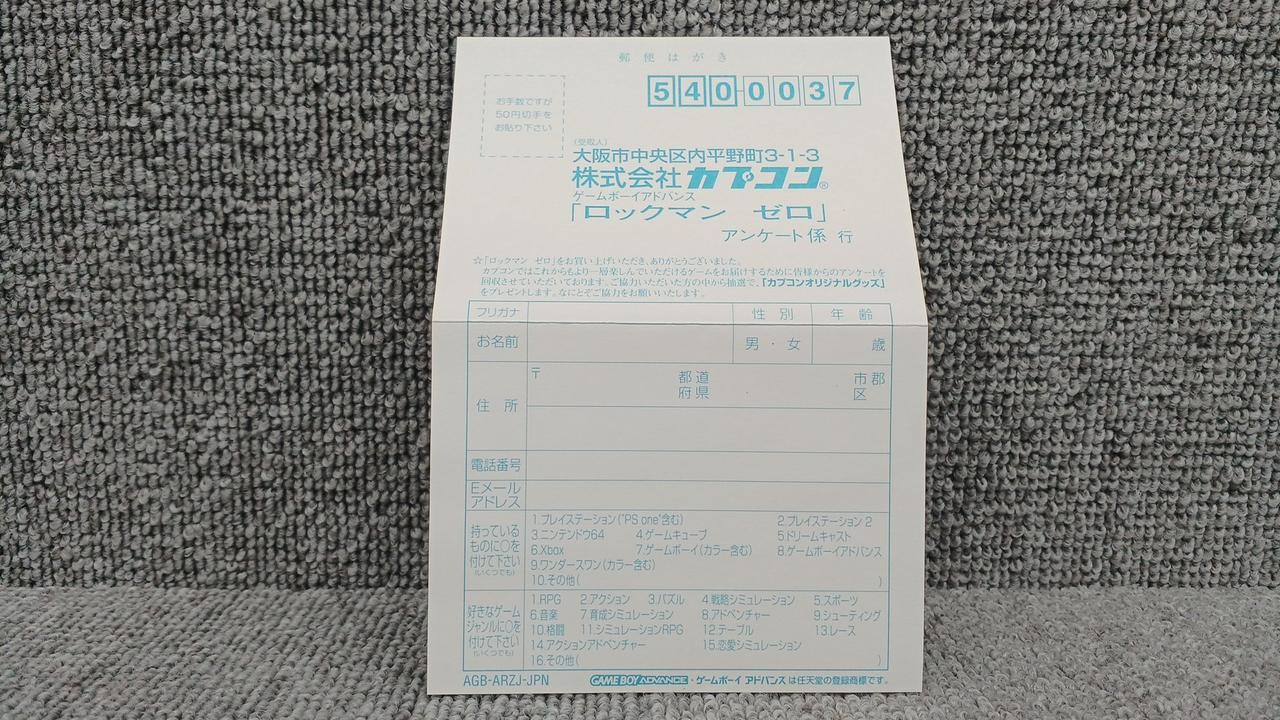 郵便はがき
お手数ですが
50円切手を
お貼り下さい
540-0037
(受取人)
大阪市中央区内平野町3-1-3
株式会社カプコン®
ゲームボーイアドバンス
「ロックマン ゼロ」
アンケート係 行
☆「ロックマン ゼロ」をお買い上げいただき、ありがとうございました。
カプコンではこれからもより一層楽しんでいただけるゲームをお届けするために皆様からのアンケートを
回収させていただいております。ご協力いただいた方の中から抽選で、「カプコンオリジナルグッズ」
をプレゼントします。なにとぞご協力をお願いいたします。
フリガナ 性別 年齢
お名前 男・女 歳
住所 〒 都道府県 市郡区
電話番号
Eメール
アドレス
持っている
ものに○を
付けて下さい
(いくつでも)
1.プレイステーション("PS one"含む) 2.プレイステーション2
3.ニンテンドウ64 4.ゲームキューブ 5.ドリームキャスト
6.Xbox 7.ゲームボーイ(カラー含む) 8.ゲームボーイアドバンス
9.ワンダースワン(カラー含む)
10.その他( )
好きなゲーム
ジャンルに○を
付けて下さい
(いくつでも)
1.RPG 2.アクション 3.パズル 4.戦略シミュレーション 5.スポーツ
6.音楽 7.育成シミュレーション 8.アドベンチャー 9.シューティング
10.格闘 11.シミュレーションRPG 12.テーブル 13.レース
14.アクションアドベンチャー 15.恋愛シミュレーション
16.その他( )
AGB-ARZJ-JPN GAME BOY ADVANCE・ゲームボーイ アドバンスは任天堂の登録商標です。